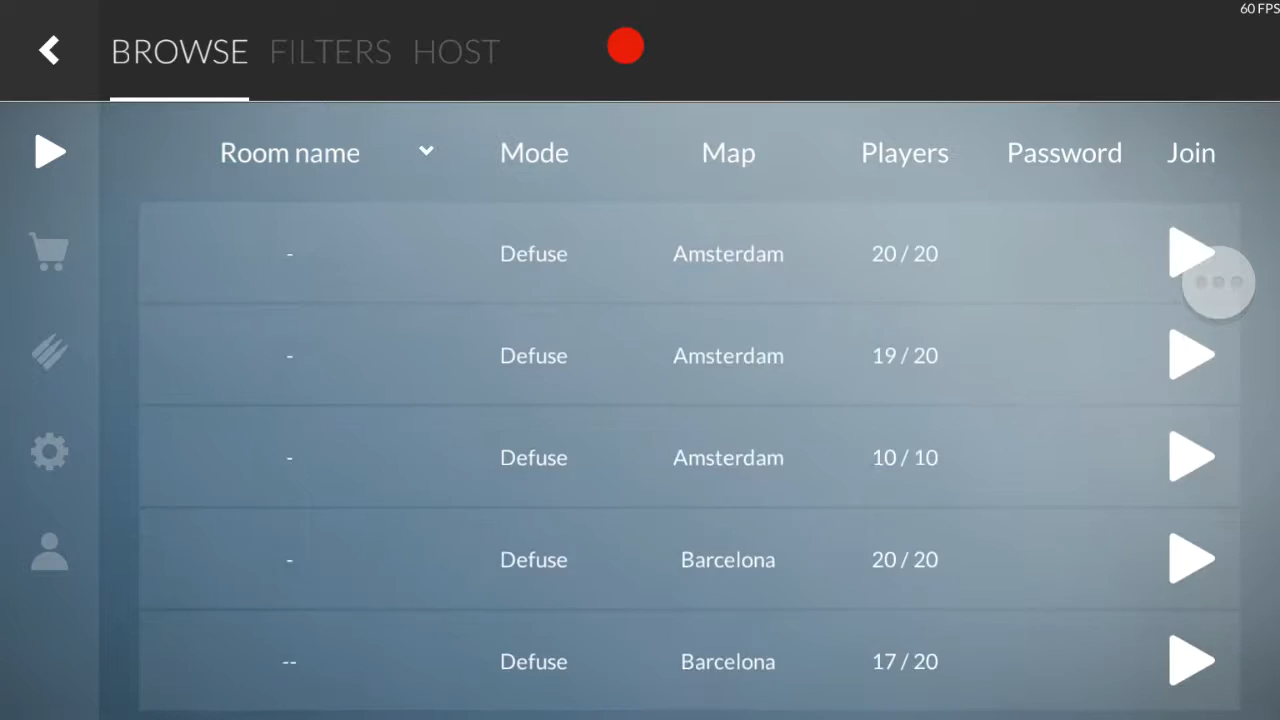 60 FPS
BROWSE FILTERS HOST
Room name Mode Map Players Password Join
- Defuse Amsterdam 20 / 20
- Defuse Amsterdam 19 / 20
- Defuse Amsterdam 10 / 10
- Defuse Barcelona 20 / 20
-- Defuse Barcelona 17 / 20